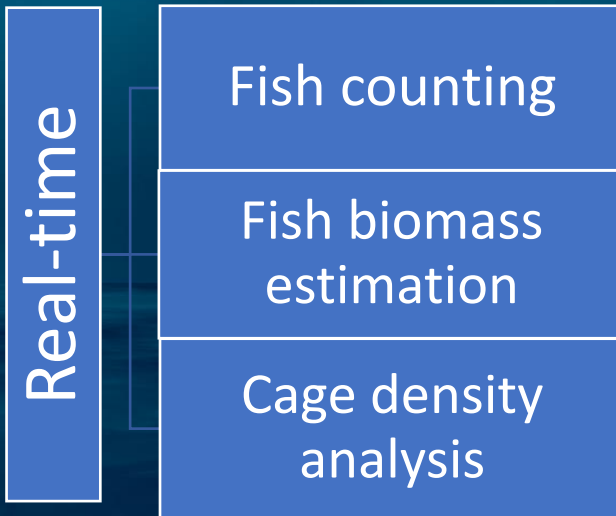 Real-time
Fish counting
Fish biomass
estimation
Cage density
analysis